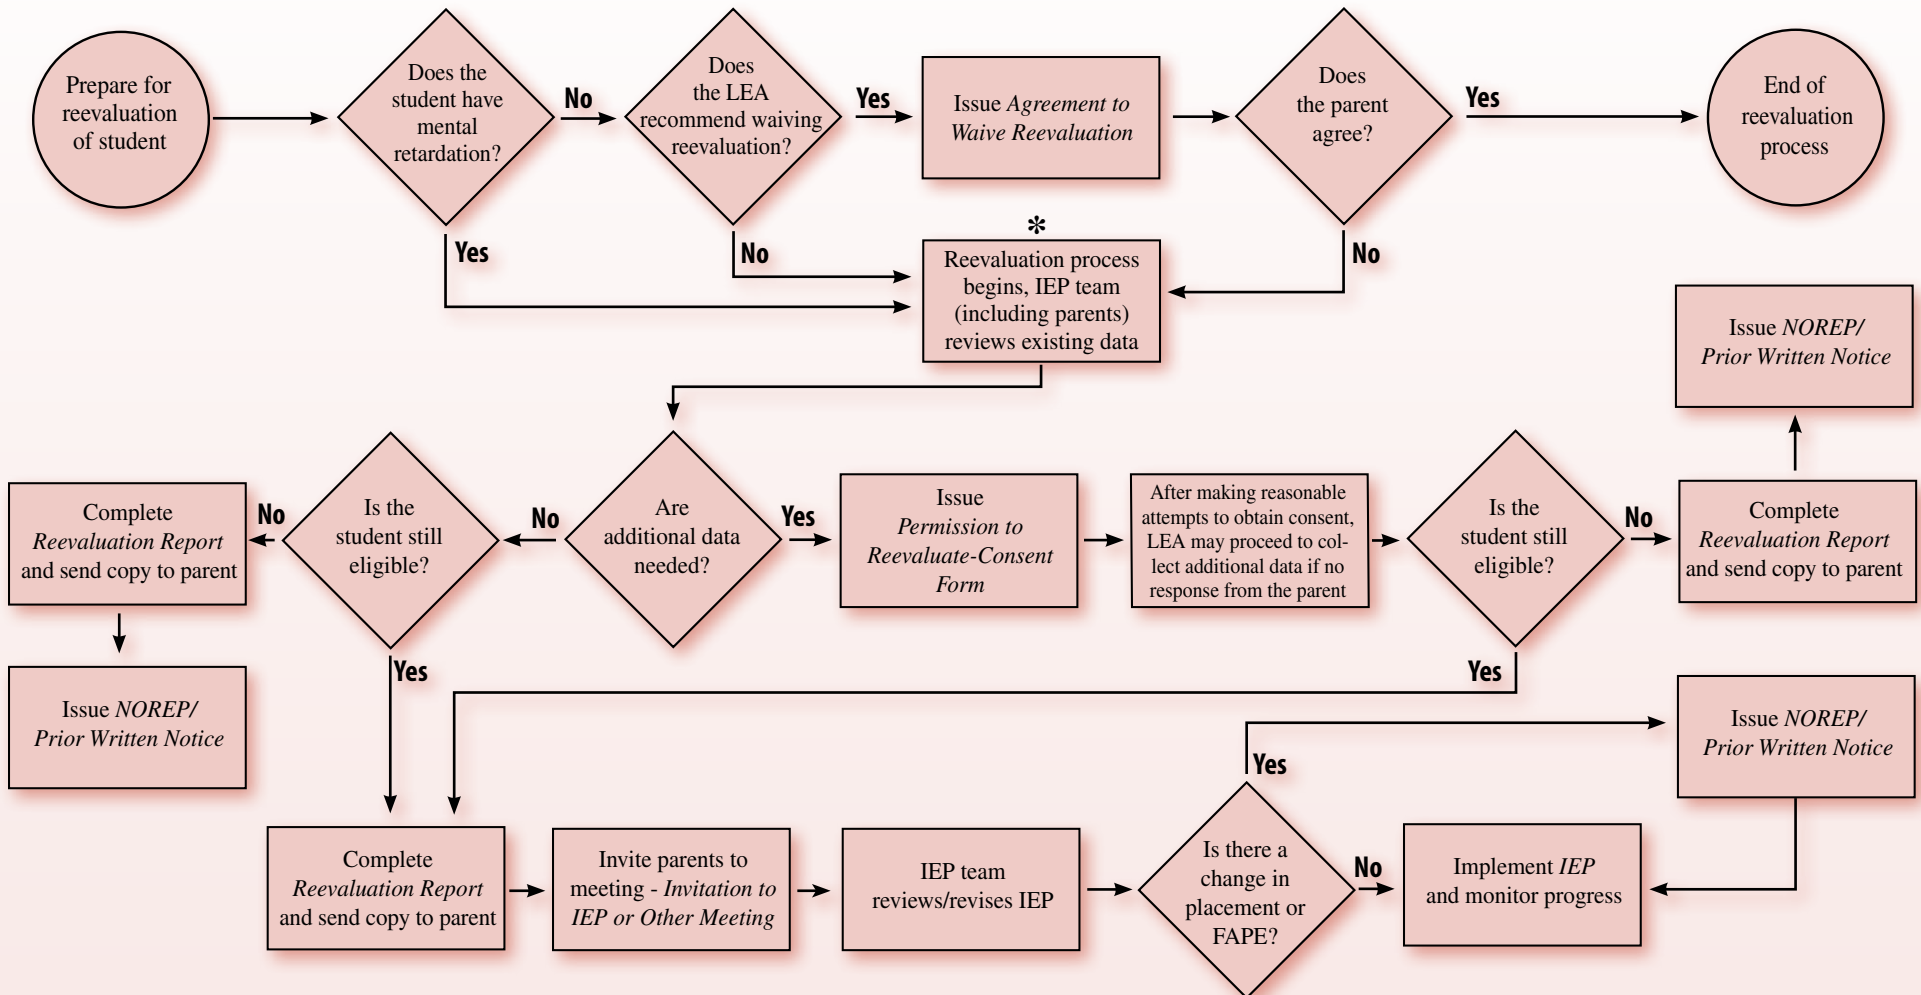 Prepare for
reevaluation
of student
Does the
student have
mental
retardation?
No
Yes
Does
the LEA
recommend waiving
reevaluation?
Yes
No
Issue Agreement to
Waive Reevaluation
Does
the parent
agree?
Yes
No
End of
reevaluation
process
*
Reevaluation process
begins, IEP team
(including parents)
reviews existing data
Issue NOREP/
Prior Written Notice
Complete
Reevaluation Report
and send copy to parent
No
Is the
student still
eligible?
No
Are
additional data
needed?
Yes
Issue
Permission to
Reevaluate-Consent
Form
After making reasonable
attempts to obtain consent,
LEA may proceed to col-
lect additional data if no
response from the parent
Is the
student still
eligible?
No
Complete
Reevaluation Report
and send copy to parent
Yes
Yes
Issue NOREP/
Prior Written Notice
Issue NOREP/
Prior Written Notice
Yes
Complete
Reevaluation Report
and send copy to parent
Invite parents to
meeting - Invitation to
IEP or Other Meeting
IEP team
reviews/revises IEP
Is there a
change in
placement or
FAPE?
No
Implement IEP
and monitor progress